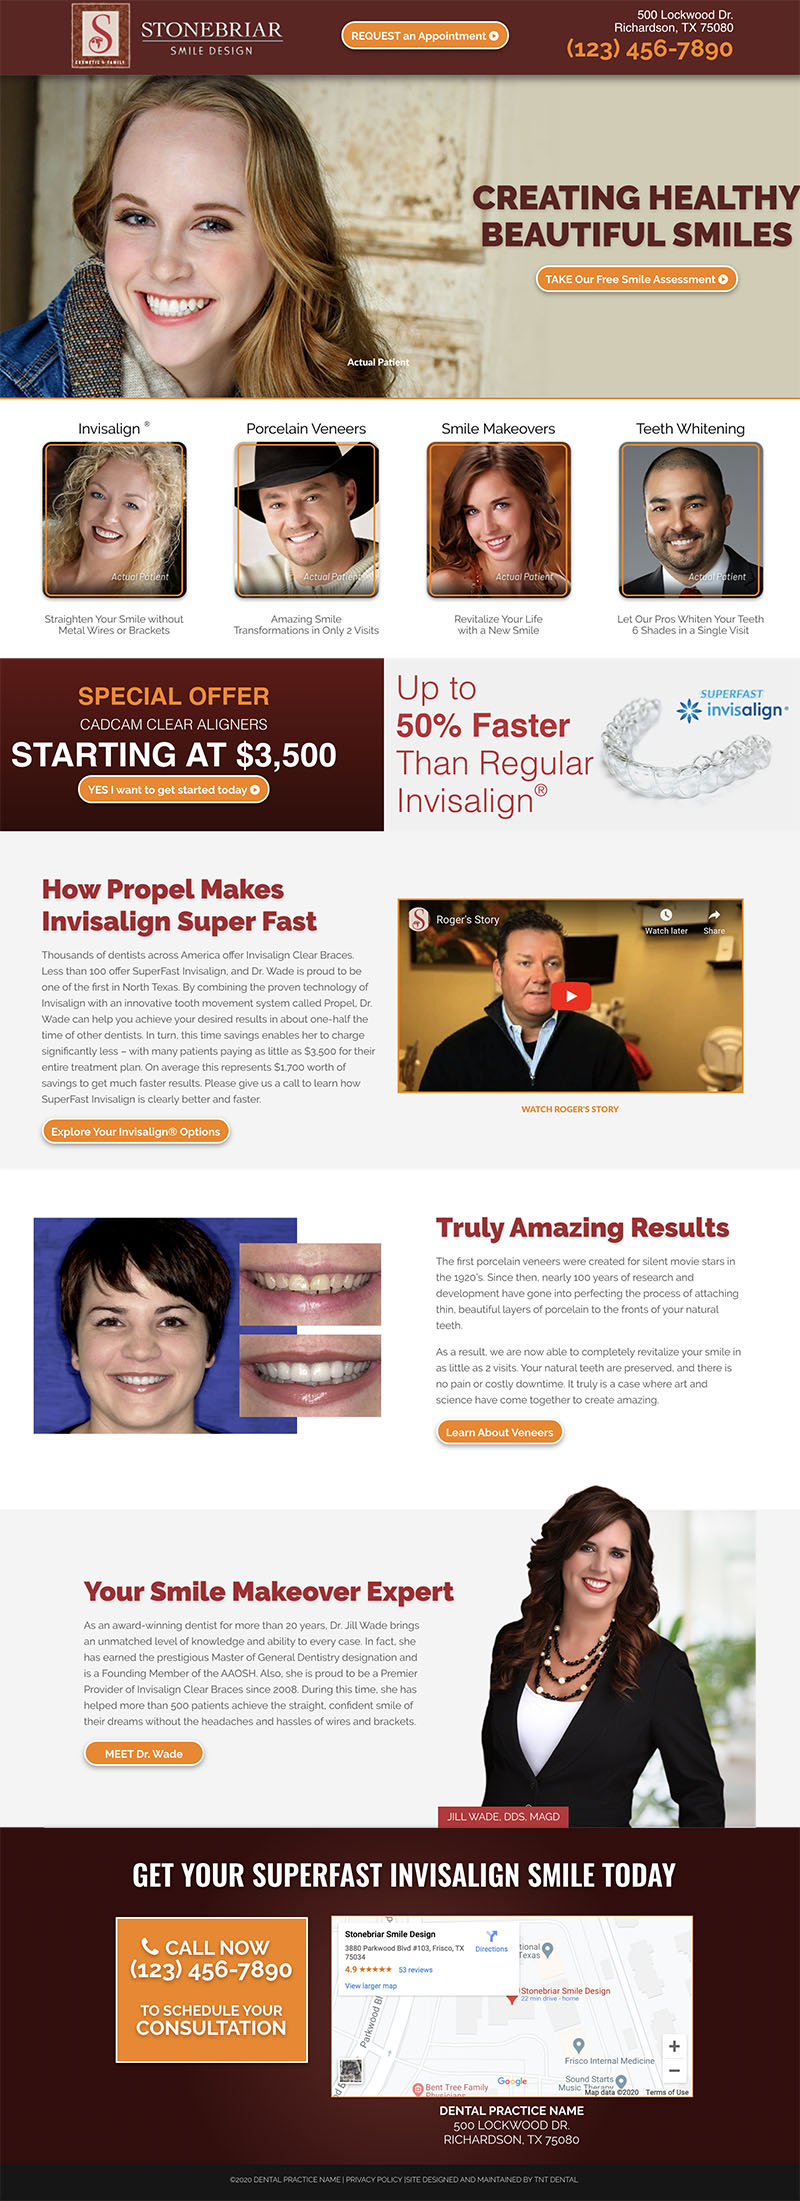 S
COSMETIC & FAMILY
STONEBRIAR
SMILE DESIGN
REQUEST an Appointment
500 Lockwood Dr.
Richardson, TX 75080
(123) 456-7890
CREATING HEALTHY
BEAUTIFUL SMILES
TAKE Our Free Smile Assessment
Actual Patient
Invisalign ®
Porcelain Veneers
Smile Makeovers
Teeth Whitening
Actual Patient
Actual Patient
Actual Patient
Actual Patient
Straighten Your Smile without
Metal Wires or Brackets
Amazing Smile
Transformations in Only 2 Visits
Revitalize Your Life
with a New Smile
Let Our Pros Whiten Your Teeth
6 Shades in a Single Visit
SPECIAL OFFER
CADCAM CLEAR ALIGNERS
STARTING AT $3,500
YES I want to get started today
Up to
50% Faster
Than Regular
Invisalign®
SUPERFAST
invisalign®
How Propel Makes
Invisalign Super Fast
Thousands of dentists across America offer Invisalign Clear Braces.
Less than 100 offer SuperFast Invisalign, and Dr. Wade is proud to be
one of the first in North Texas. By combining the proven technology of
Invisalign with an innovative tooth movement system called Propel, Dr.
Wade can help you achieve your desired results in about one-half the
time of other dentists. In turn, this time savings enables her to charge
significantly less – with many patients paying as little as $3,500 for their
entire treatment plan. On average this represents $1,700 worth of
savings to get much faster results. Please give us a call to learn how
SuperFast Invisalign is clearly better and faster.
Explore Your Invisalign® Options
S
Roger's Story
Watch later
Share
WATCH ROGER'S STORY
Truly Amazing Results
The first porcelain veneers were created for silent movie stars in
the 1920's. Since then, nearly 100 years of research and
development have gone into perfecting the process of attaching
thin, beautiful layers of porcelain to the fronts of your natural
teeth.
As a result, we are now able to completely revitalize your smile in
as little as 2 visits. Your natural teeth are preserved, and there is
no pain or costly downtime. It truly is a case where art and
science have come together to create amazing.
Learn About Veneers
Your Smile Makeover Expert
As an award-winning dentist for more than 20 years, Dr. Jill Wade brings
an unmatched level of knowledge and ability to every case. In fact, she
has earned the prestigious Master of General Dentistry designation and
is a Founding Member of the AAOSH. Also, she is proud to be a Premier
Provider of Invisalign Clear Braces since 2008. During this time, she has
helped more than 500 patients achieve the straight, confident smile of
their dreams without the headaches and hassles of wires and brackets.
MEET Dr. Wade
JILL WADE, DDS, MAGD
GET YOUR SUPERFAST INVISALIGN SMILE TODAY
CALL NOW
(123) 456-7890
TO SCHEDULE YOUR
CONSULTATION
Stonebriar Smile Design
3880 Parkwood Blvd #103, Frisco, TX
75034
4.9 ★★★★★ 53 reviews
View larger map
Directions
tional
Texas
Stonebriar Smile Design
22 min drive - home
Parkwood Bl
Frisco Internal Medicine
Sound Starts
Music Therapy
Bent Tree Family
Physicians
Google
Map data ©2020 Terms of Use
+
−
DENTAL PRACTICE NAME
500 LOCKWOOD DR.
RICHARDSON, TX 75080
©2020 DENTAL PRACTICE NAME | PRIVACY POLICY |SITE DESIGNED AND MAINTAINED BY TNT DENTAL